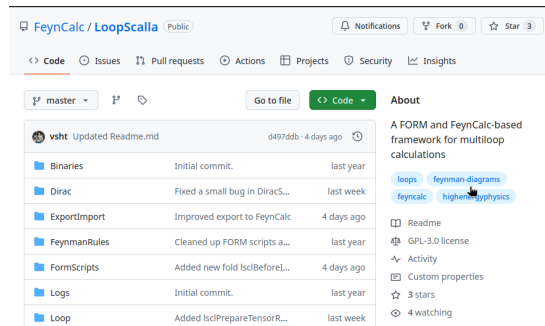 FeynCalc / LoopScalla Public
Notifications Fork 0 Star 3
Code Issues Pull requests Actions Projects Security Insights
master Go to file Code
vsht Updated Readme.md d497ddb · 4 days ago
Binaries Initial commit. last year
Dirac Fixed a small bug in DiracS... last week
ExportImport Improved export to FeynCalc 4 days ago
FeynmanRules Cleaned up FORM scripts a... last year
FormScripts Added new fold lsclBeforeI... 4 days ago
Logs Initial commit. last year
Loop Added lsclPrepareTensorR... last week
About
A FORM and FeynCalc-based
framework for multiloop
calculations
loops feynman-diagrams
feyncalc highenergyphysics
Readme
GPL-3.0 license
Activity
Custom properties
3 stars
4 watching